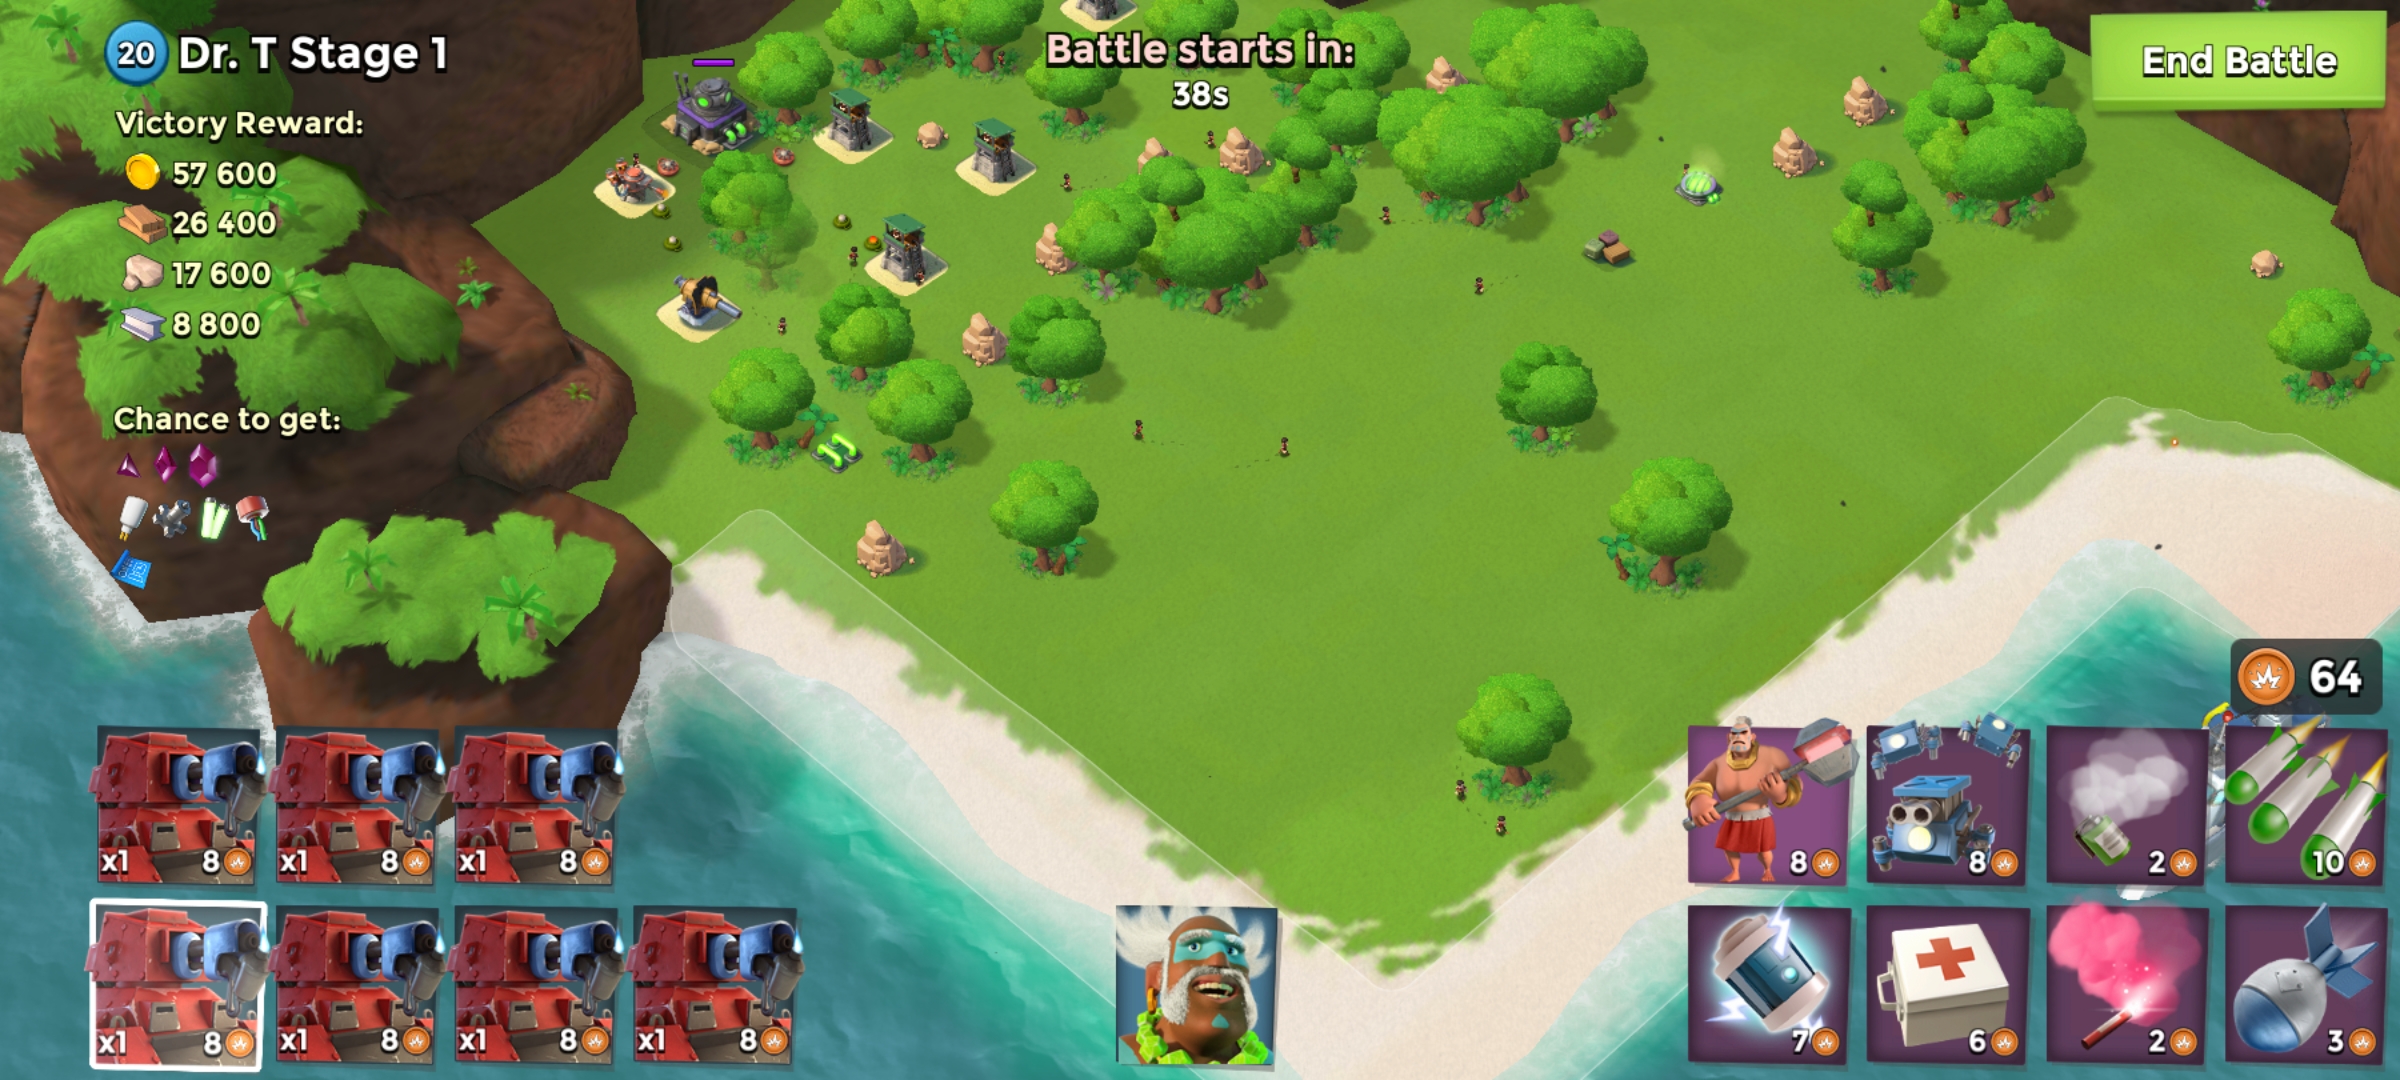 20 Dr. T Stage 1
Battle starts in:
38s
End Battle
Victory Reward:
57 600
26 400
17 600
8 800
Chance to get:
64
x1 8
x1 8
x1 8
8
8
2
10
x1 8
x1 8
x1 8
x1 8
7
6
2
3